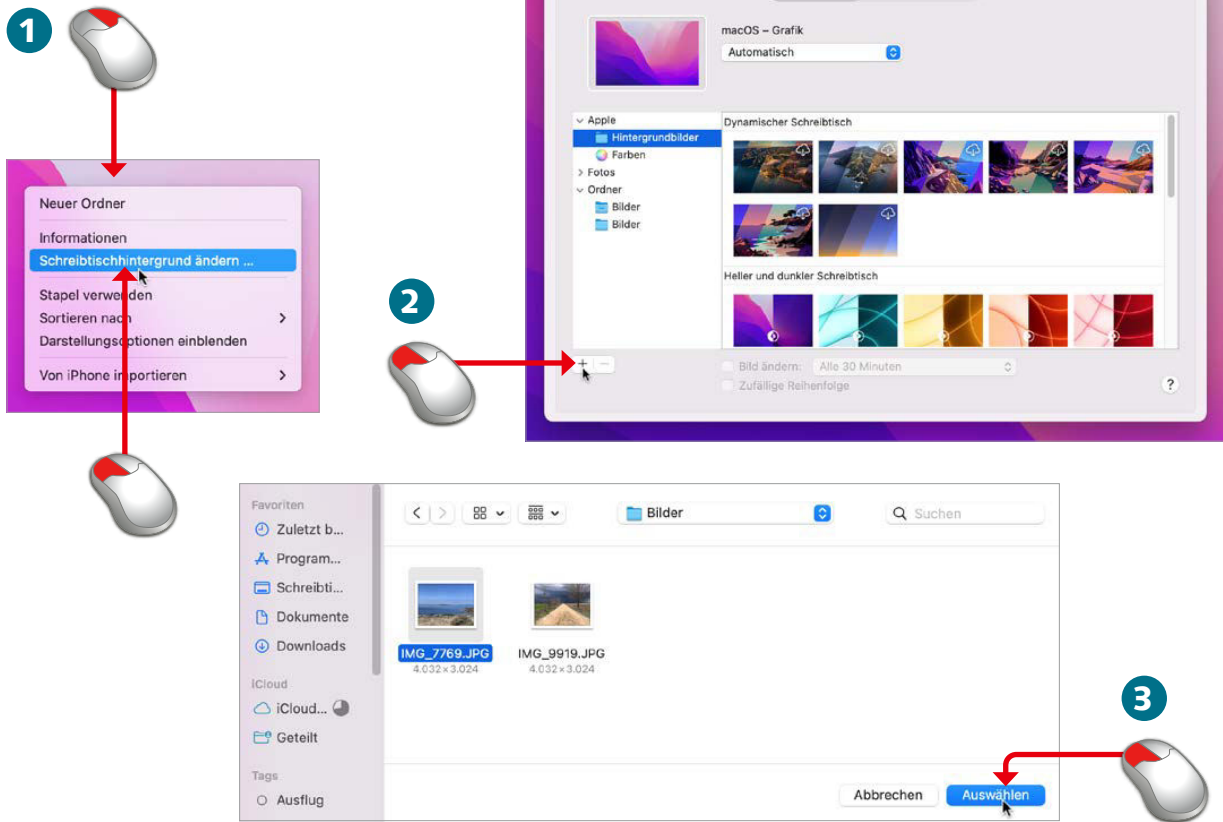 1
Neuer Ordner
Informationen
Schreibtischhintergrund ändern ...
Stapel verwenden
Sortieren nach
Darstellungsoptionen einblenden
Von iPhone importieren
macOS – Grafik
Automatisch
Apple
Hintergrundbilder
Farben
Fotos
Ordner
Bilder
Bilder
Dynamischer Schreibtisch
Heller und dunkler Schreibtisch
2
+ −
Bild ändern: Alle 30 Minuten
Zufällige Reihenfolge
?
Favoriten
Zuletzt b...
Program...
Schreibti...
Dokumente
Downloads
iCloud
iCloud...
Geteilt
Tags
Ausflug
Bilder
Suchen
IMG_7769.JPG
4.032×3.024
IMG_9919.JPG
4.032×3.024
3
Abbrechen
Auswählen